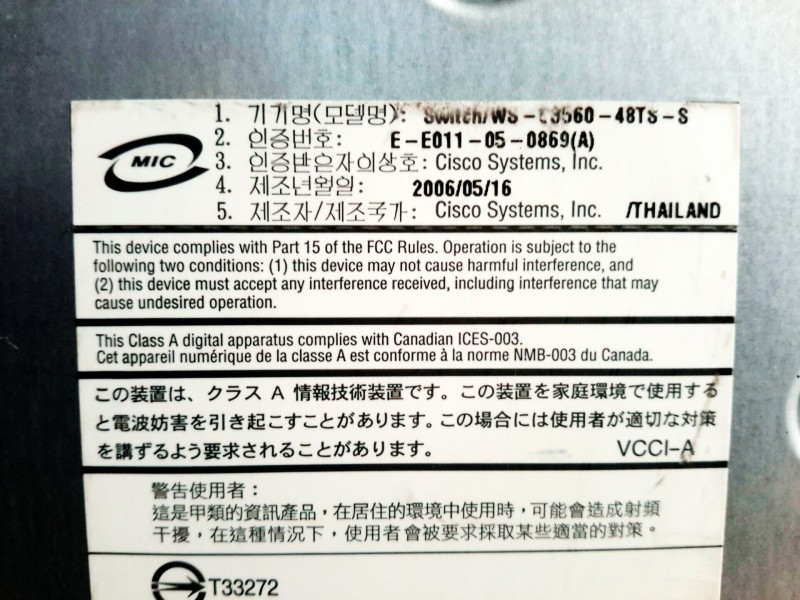 MIC
1. 기기명(모델명): Switch/WS-C3560-48TS-S
2. 인증번호: E-E011-05-0869(A)
3. 인증받은자의상호: Cisco Systems, Inc.
4. 제조년월일: 2006/05/16
5. 제조자/제조국가: Cisco Systems, Inc. /THAILAND
This device complies with Part 15 of the FCC Rules. Operation is subject to the
following two conditions: (1) this device may not cause harmful interference, and
(2) this device must accept any interference received, including interference that may
cause undesired operation.
This Class A digital apparatus complies with Canadian ICES-003.
Cet appareil numérique de la classe A est conforme à la norme NMB-003 du Canada.
この装置は、クラス A 情報技術装置です。この装置を家庭環境で使用する
と電波妨害を引き起こすことがあります。この場合には使用者が適切な対策
を講ずるよう要求されることがあります。 VCCI-A
警告使用者：
這是甲類的資訊產品，在居住的環境中使用時，可能會造成射頻
干擾，在這種情況下，使用者會被要求採取某些適當的對策。
T33272